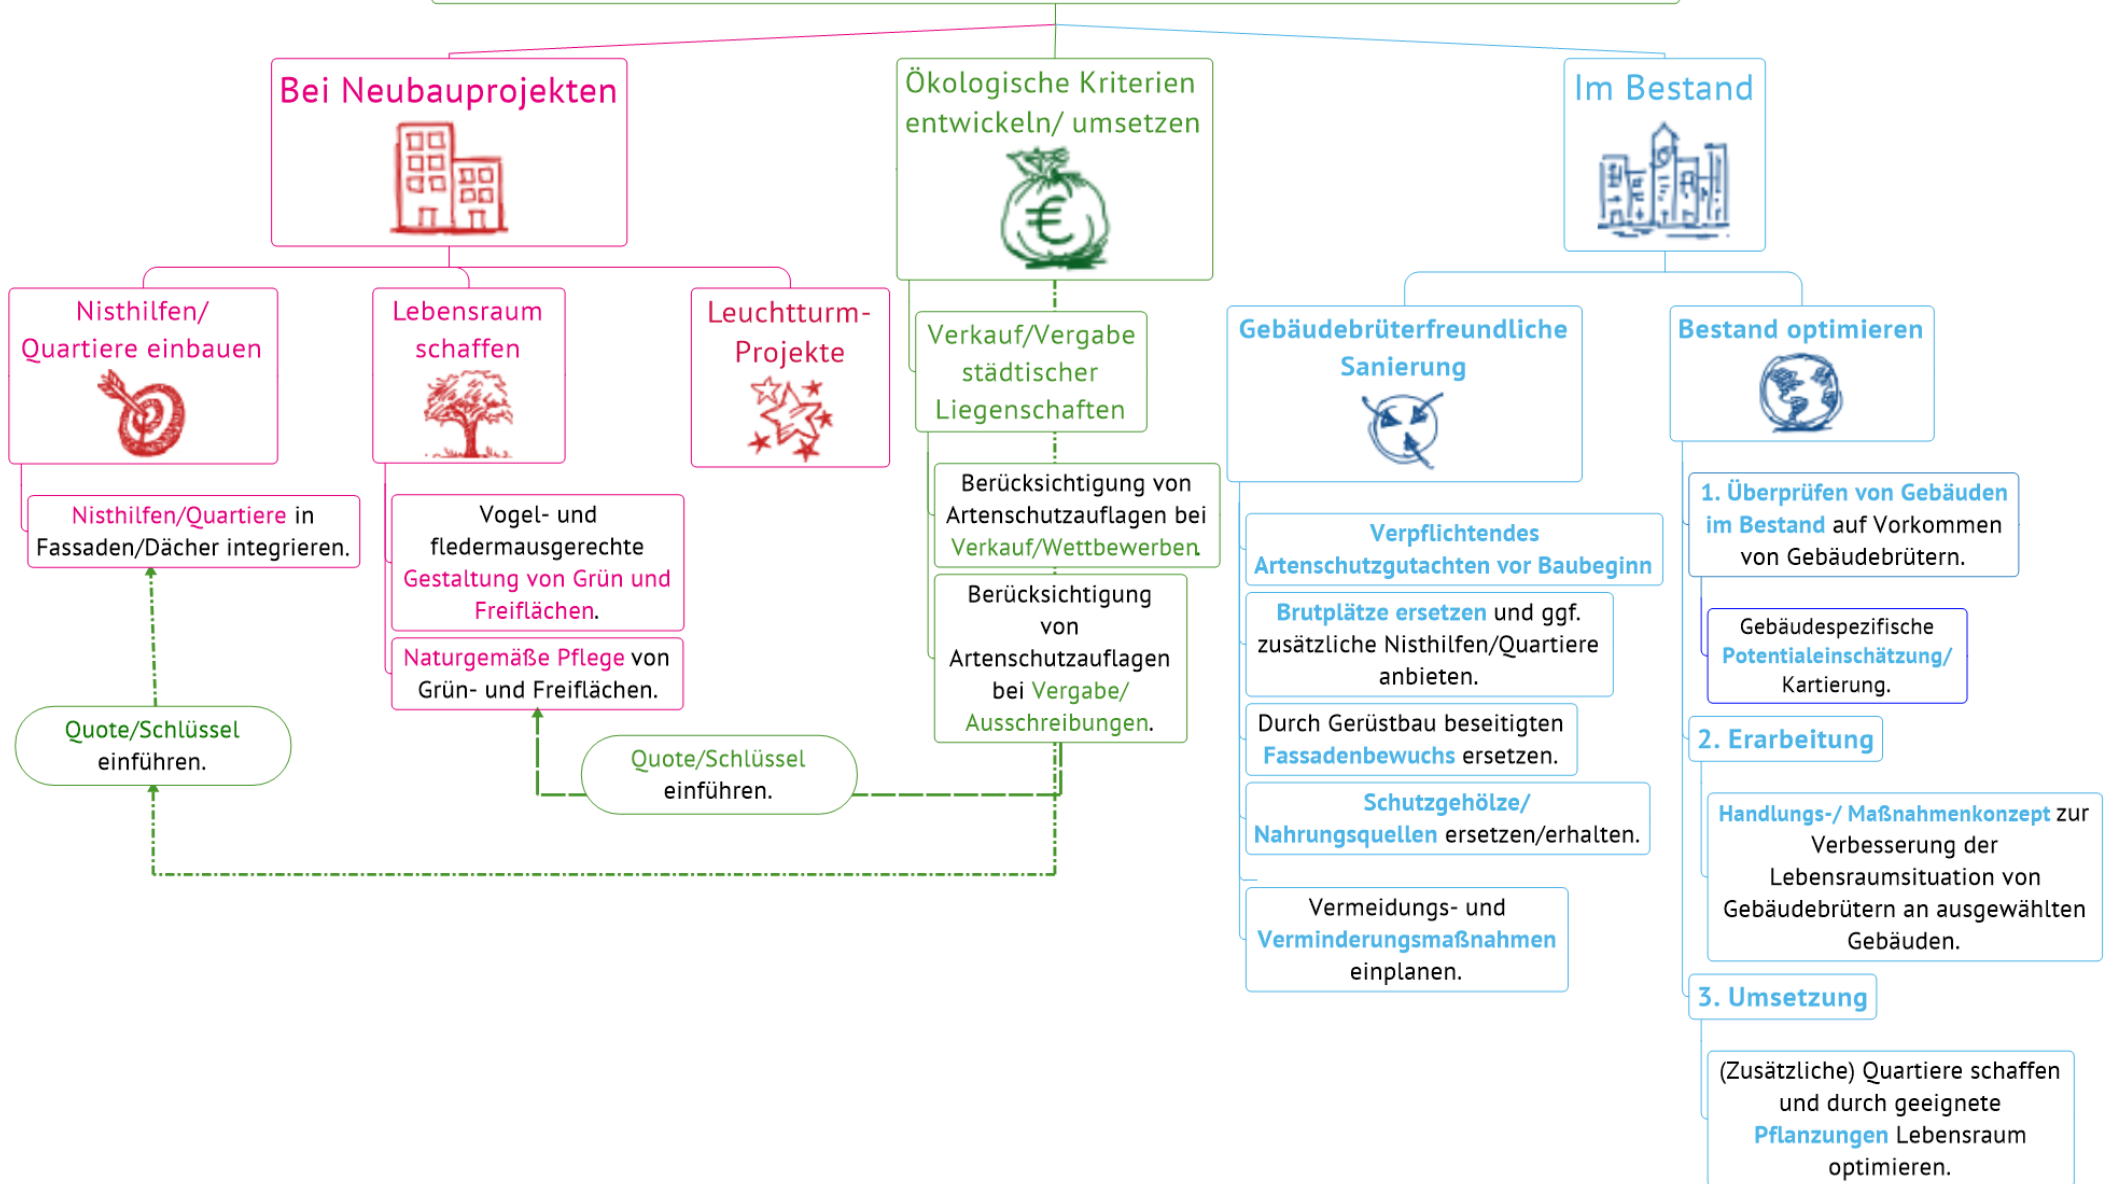 Bei Neubauprojekten
Nisthilfen/
Quartiere einbauen
Nisthilfen/Quartiere in
Fassaden/Dächer integrieren.
Quote/Schlüssel
einführen.
Lebensraum
schaffen
Vogel- und
fledermausgerechte
Gestaltung von Grün und
Freiflächen.
Naturgemäße Pflege von
Grün- und Freiflächen.
Quote/Schlüssel
einführen.
Leuchtturm-
Projekte
Ökologische Kriterien
entwickeln/ umsetzen
€
Verkauf/Vergabe
städtischer
Liegenschaften
Berücksichtigung von
Artenschutzauflagen bei
Verkauf/Wettbewerben.
Berücksichtigung
von
Artenschutzauflagen
bei Vergabe/
Ausschreibungen.
Im Bestand
Gebäudebrüterfreundliche
Sanierung
Verpflichtendes
Artenschutzgutachten vor Baubeginn
Brutplätze ersetzen und ggf.
zusätzliche Nisthilfen/Quartiere
anbieten.
Durch Gerüstbau beseitigten
Fassadenbewuchs ersetzen.
Schutzgehölze/
Nahrungsquellen ersetzen/erhalten.
Vermeidungs- und
Verminderungsmaßnahmen
einplanen.
Bestand optimieren
1. Überprüfen von Gebäuden
im Bestand auf Vorkommen
von Gebäudebrütern.
Gebäudespezifische
Potentialeinschätzung/
Kartierung.
2. Erarbeitung
Handlungs-/ Maßnahmenkonzept zur
Verbesserung der
Lebensraumsituation von
Gebäudebrütern an ausgewählten
Gebäuden.
3. Umsetzung
(Zusätzliche) Quartiere schaffen
und durch geeignete
Pflanzungen Lebensraum
optimieren.